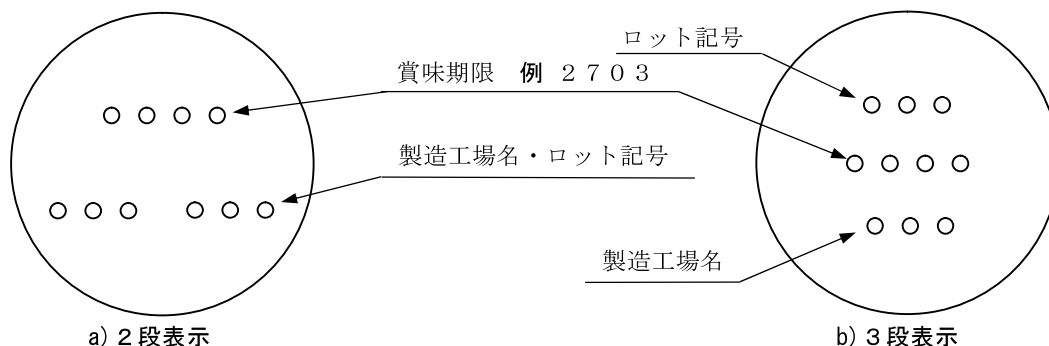 ロット記号
賞味期限　例　２７０３
○○○○
○○○
製造工場名・ロット記号
○○○○
○○○　○○○
○○○
製造工場名
a) ２段表示
b) ３段表示